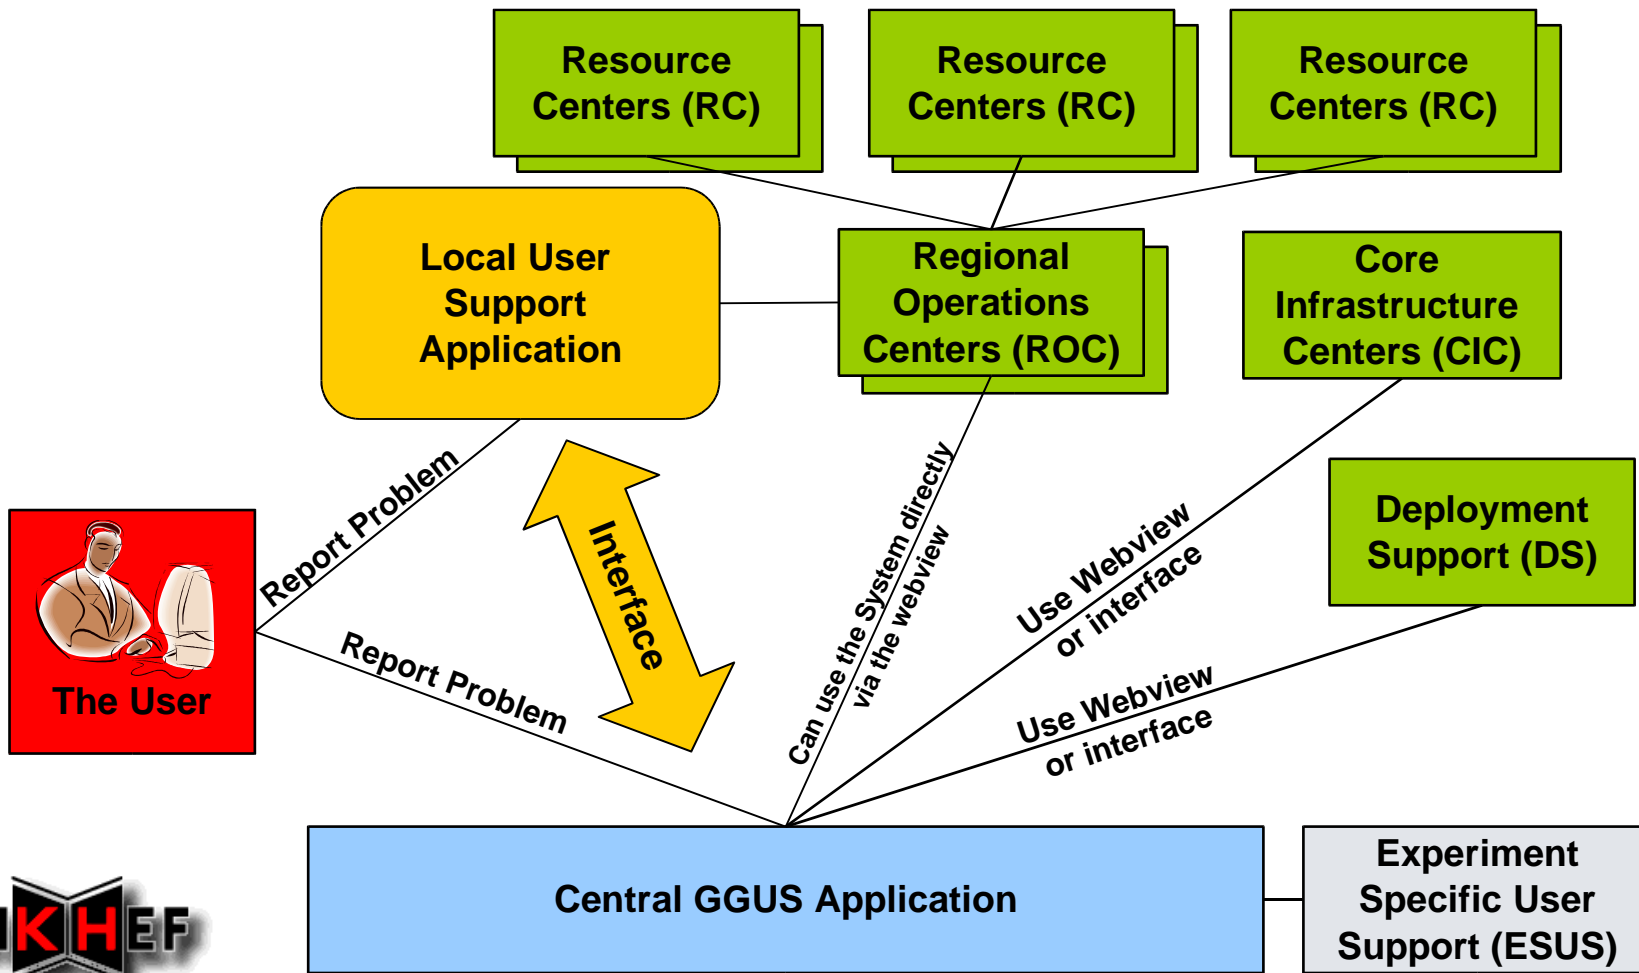 Resource
Centers (RC)
Resource
Centers (RC)
Resource
Centers (RC)
Local User
Support
Application
Regional
Operations
Centers (ROC)
Core
Infrastructure
Centers (CIC)
Deployment
Support (DS)
Report Problem
Interface
Can use the System directly
via the webview
Use Webview
or interface
The User
Report Problem
Use Webview
or interface
Central GGUS Application
Experiment
Specific User
Support (ESUS)
KHEF